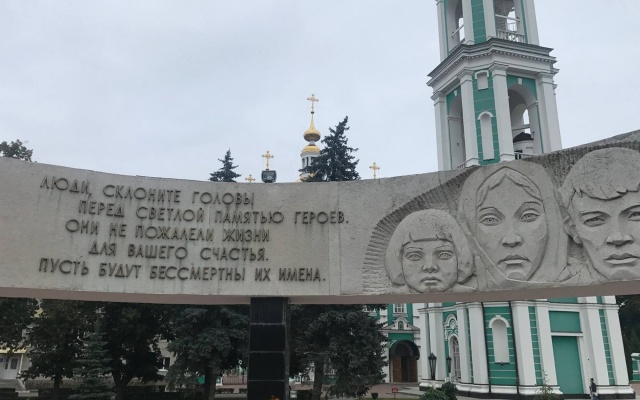 ЛЮДИ, СКЛОНИТЕ ГОЛОВЫ
ПЕРЕД СВЕТЛОЙ ПАМЯТЬЮ ГЕРОЕВ.
ОНИ НЕ ПОЖАЛЕЛИ ЖИЗНИ
ДЛЯ ВАШЕГО СЧАСТЬЯ.
ПУСТЬ БУДУТ БЕССМЕРТНЫ ИХ ИМЕНА.